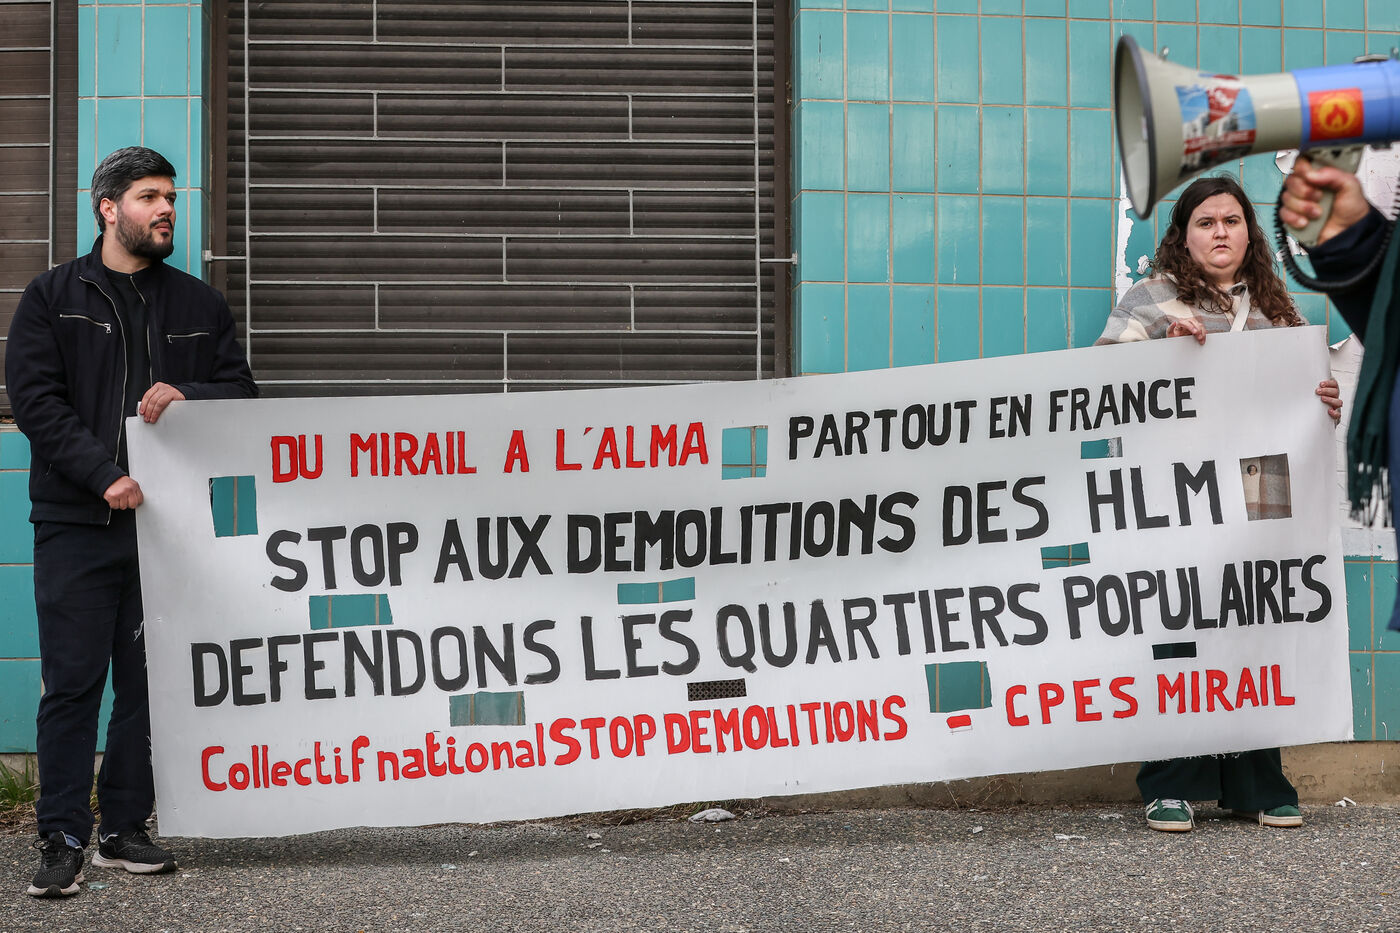 DU MIRAIL A L'ALMA PARTOUT EN FRANCE
STOP AUX DEMOLITIONS DES HLM
DEFENDONS LES QUARTIERS POPULAIRES
Collectif national STOP DEMOLITIONS - CPES MIRAIL